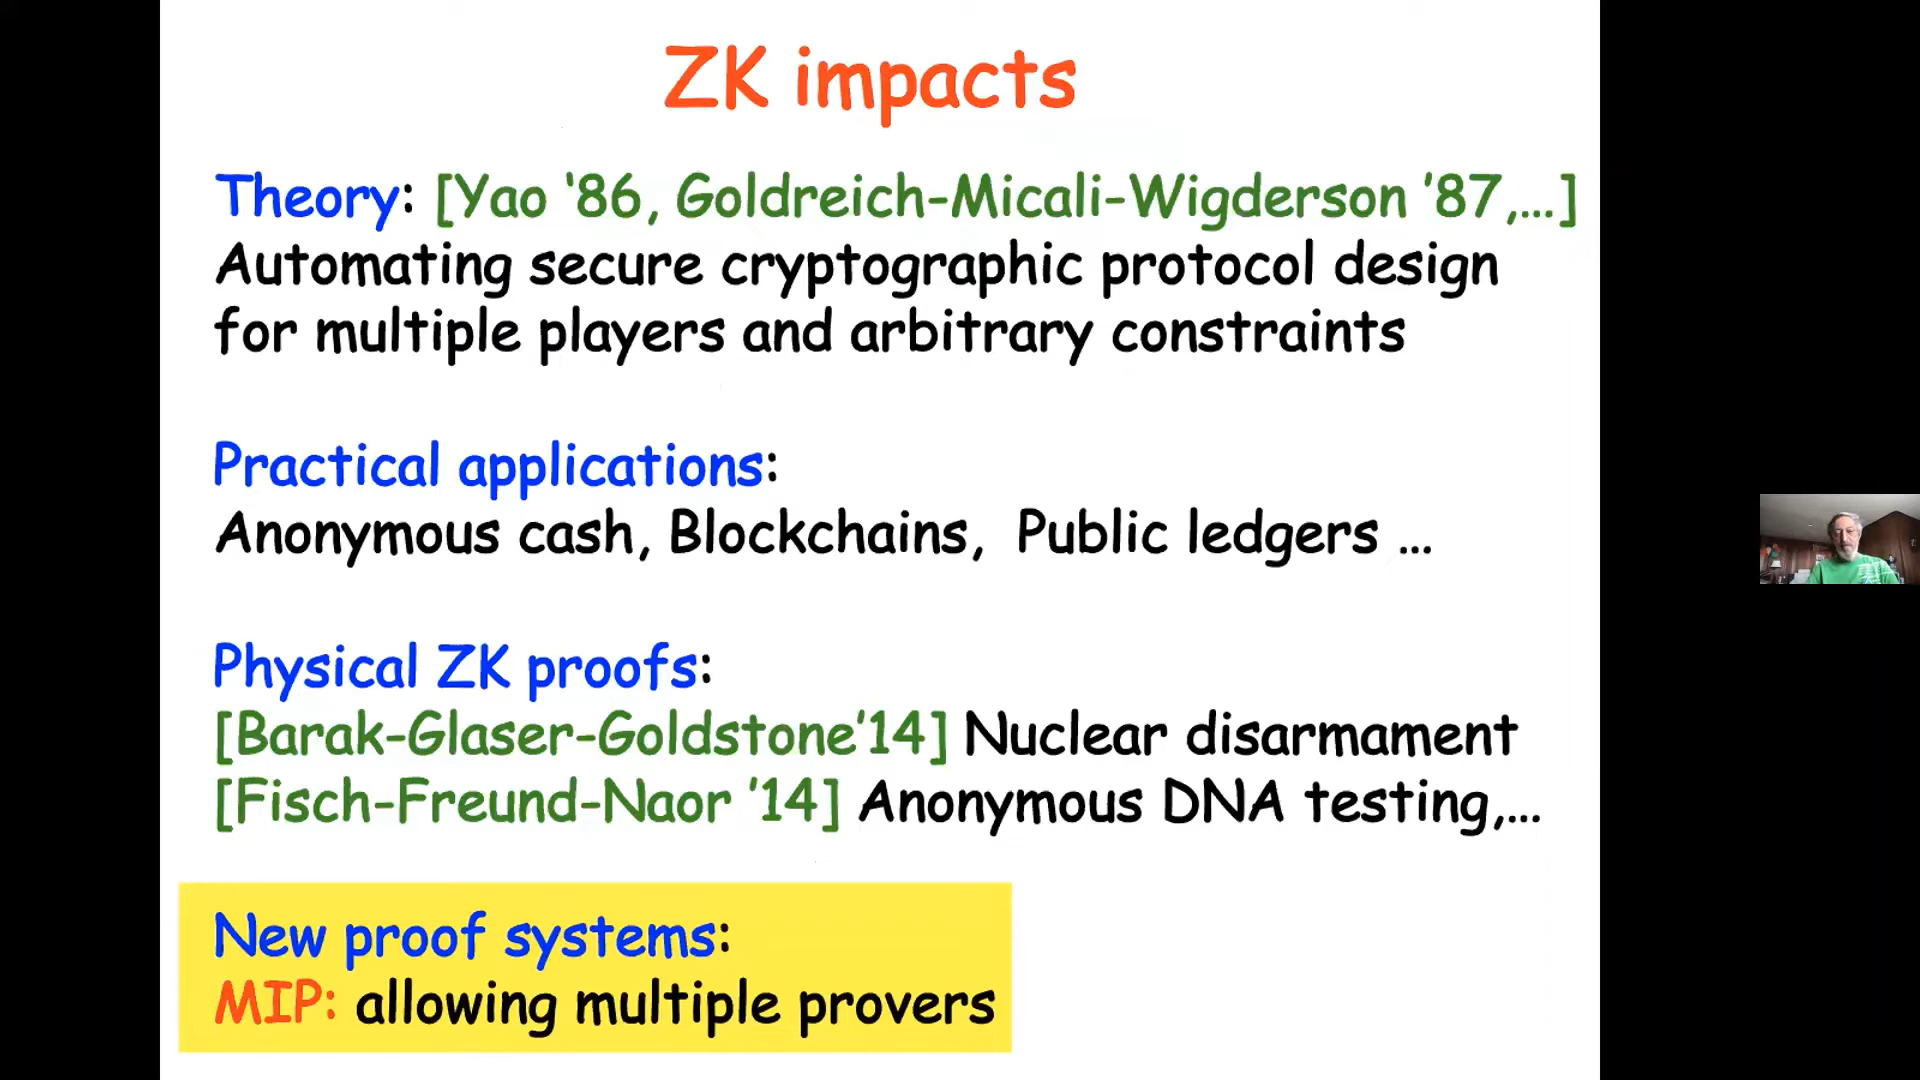 ZK impacts
Theory: [Yao '86, Goldreich-Micali-Wigderson '87,...]
Automating secure cryptographic protocol design
for multiple players and arbitrary constraints
Practical applications:
Anonymous cash, Blockchains, Public ledgers ...
Physical ZK proofs:
[Barak-Glaser-Goldstone'14] Nuclear disarmament
[Fisch-Freund-Naor '14] Anonymous DNA testing,...
New proof systems:
MIP: allowing multiple provers